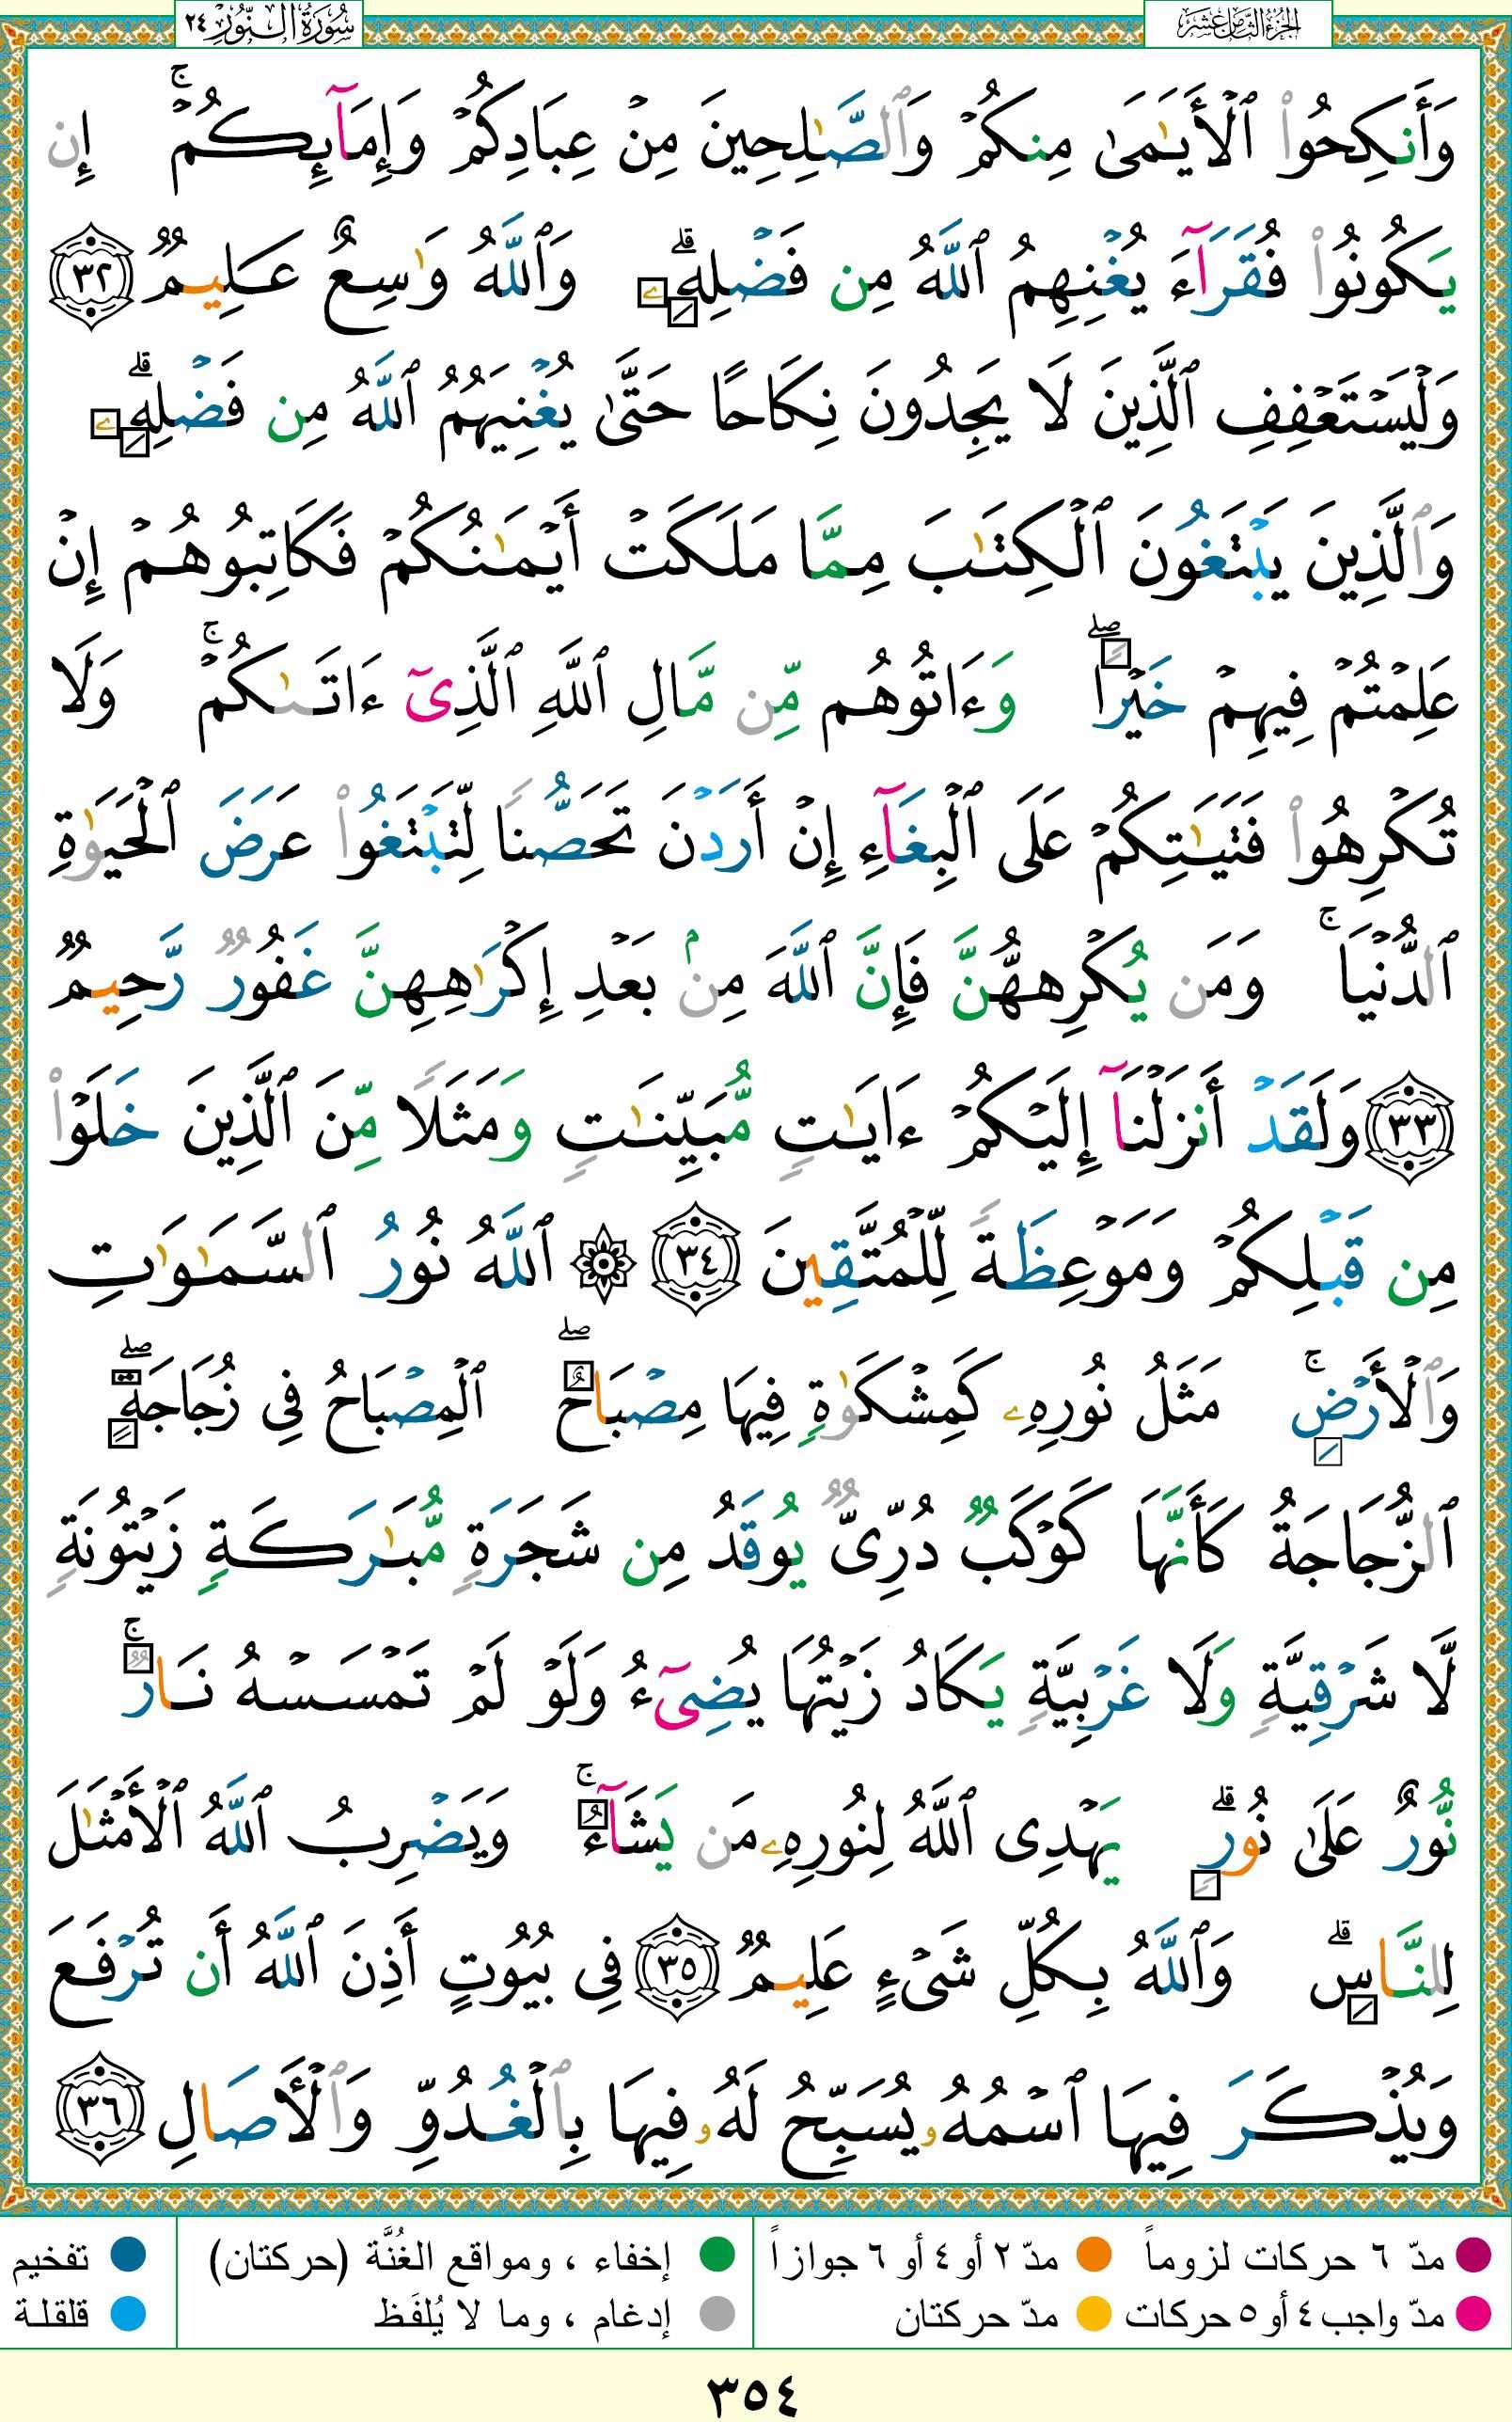 الجزء الثامن عشر
سورة النور ٢٤
وَأَنكِحُوا۟ ٱلْأَيَـٰمَىٰ مِنكُمْ وَٱلصَّـٰلِحِينَ مِنْ عِبَادِكُمْ وَإِمَآئِكُمْ ۚ إِن
يَكُونُوا۟ فُقَرَآءَ يُغْنِهِمُ ٱللَّهُ مِن فَضْلِهِۦ ۗ وَٱللَّهُ وَٰسِعٌ عَلِيمٌ ٣٢
وَلْيَسْتَعْفِفِ ٱلَّذِينَ لَا يَجِدُونَ نِكَاحًا حَتَّىٰ يُغْنِيَهُمُ ٱللَّهُ مِن فَضْلِهِۦ ۗ
وَٱلَّذِينَ يَبْتَغُونَ ٱلْكِتَـٰبَ مِمَّا مَلَكَتْ أَيْمَـٰنُكُمْ فَكَاتِبُوهُمْ إِنْ
عَلِمْتُمْ فِيهِمْ خَيْرًا ۖ وَءَاتُوهُم مِّن مَّالِ ٱللَّهِ ٱلَّذِىٓ ءَاتَىٰكُمْ ۚ وَلَا
تُكْرِهُوا۟ فَتَيَـٰتِكُمْ عَلَى ٱلْبِغَآءِ إِنْ أَرَدْنَ تَحَصُّنًا لِّتَبْتَغُوا۟ عَرَضَ ٱلْحَيَوٰةِ
ٱلدُّنْيَا ۚ وَمَن يُكْرِههُّنَّ فَإِنَّ ٱللَّهَ مِنۢ بَعْدِ إِكْرَٰهِهِنَّ غَفُورٌ رَّحِيمٌ
٣٣ وَلَقَدْ أَنزَلْنَآ إِلَيْكُمْ ءَايَـٰتٍ مُّبَيِّنَـٰتٍ وَمَثَلًا مِّنَ ٱلَّذِينَ خَلَوْا۟
مِن قَبْلِكُمْ وَمَوْعِظَةً لِّلْمُتَّقِينَ ٣٤ ۞ ٱللَّهُ نُورُ ٱلسَّمَـٰوَٰتِ
وَٱلْأَرْضِ ۚ مَثَلُ نُورِهِۦ كَمِشْكَوٰةٍ فِيهَا مِصْبَاحٌ ۖ ٱلْمِصْبَاحُ فِى زُجَاجَةٍ ۖ
ٱلزُّجَاجَةُ كَأَنَّهَا كَوْكَبٌ دُرِّىٌّ يُوقَدُ مِن شَجَرَةٍ مُّبَـٰرَكَةٍ زَيْتُونَةٍ
لَّا شَرْقِيَّةٍ وَلَا غَرْبِيَّةٍ يَكَادُ زَيْتُهَا يُضِىٓءُ وَلَوْ لَمْ تَمْسَسْهُ نَارٌ ۚ
نُّورٌ عَلَىٰ نُورٍ ۗ يَهْدِى ٱللَّهُ لِنُورِهِۦ مَن يَشَآءُ ۚ وَيَضْرِبُ ٱللَّهُ ٱلْأَمْثَـٰلَ
لِلنَّاسِ ۗ وَٱللَّهُ بِكُلِّ شَىْءٍ عَلِيمٌ ٣٥ فِى بُيُوتٍ أَذِنَ ٱللَّهُ أَن تُرْفَعَ
وَيُذْكَرَ فِيهَا ٱسْمُهُۥ يُسَبِّحُ لَهُۥ فِيهَا بِٱلْغُدُوِّ وَٱلْـَٔاصَالِ ٣٦
مدّ ٦ حركات لزوماً مدّ ٢ أو ٤ أو ٦ جوازاً إخفاء ، ومواقع الغُنَّة (حركتان) تفخيم
مدّ واجب ٤ أو ٥ حركات مدّ حركتان إدغام ، وما لا يُلفَظ قلقلة
٣٥٤